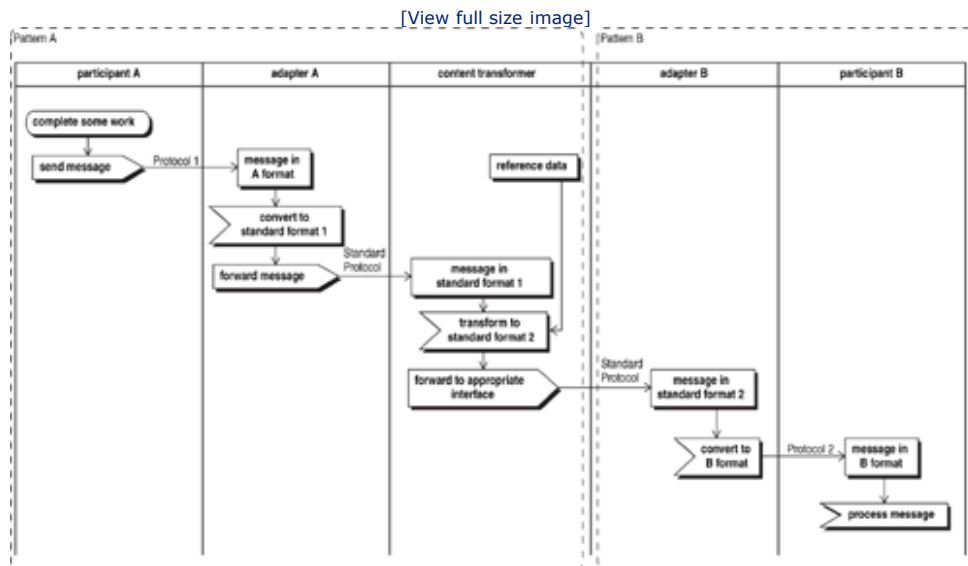 [View full size image]
Pattern A
Pattern B
participant A
adapter A
content transformer
adapter B
participant B
complete some work
send message
Protocol 1
message in
A format
reference data
convert to
standard format 1
forward message
Standard
Protocol
message in
standard format 1
transform to
standard format 2
forward to appropriate
interface
Standard
Protocol
message in
standard format 2
convert to
B format
Protocol 2
message in
B format
process message